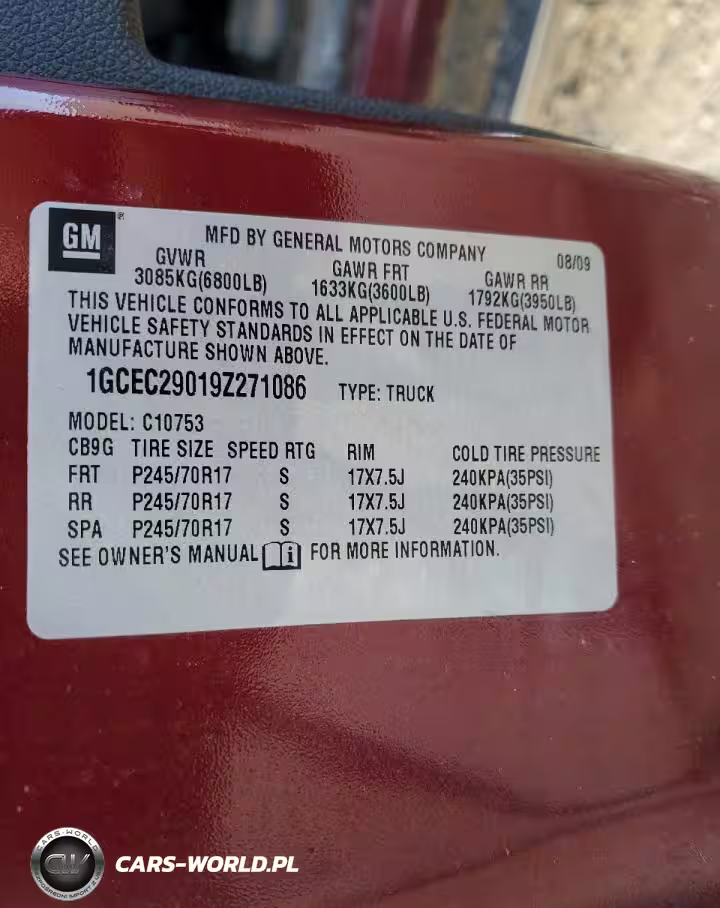 GM®
MFD BY GENERAL MOTORS COMPANY 08/09
GVWR GAWR FRT GAWR RR
3085KG(6800LB) 1633KG(3600LB) 1792KG(3950LB)
THIS VEHICLE CONFORMS TO ALL APPLICABLE U.S. FEDERAL MOTOR
VEHICLE SAFETY STANDARDS IN EFFECT ON THE DATE OF
MANUFACTURE SHOWN ABOVE.
1GCEC29019Z271086 TYPE: TRUCK
MODEL: C10753
CB9G TIRE SIZE SPEED RTG RIM COLD TIRE PRESSURE
FRT P245/70R17 S 17X7.5J 240KPA(35PSI)
RR P245/70R17 S 17X7.5J 240KPA(35PSI)
SPA P245/70R17 S 17X7.5J 240KPA(35PSI)
SEE OWNER'S MANUAL i FOR MORE INFORMATION.
CARS-WORLD
CW
CARS-WORLD.PL